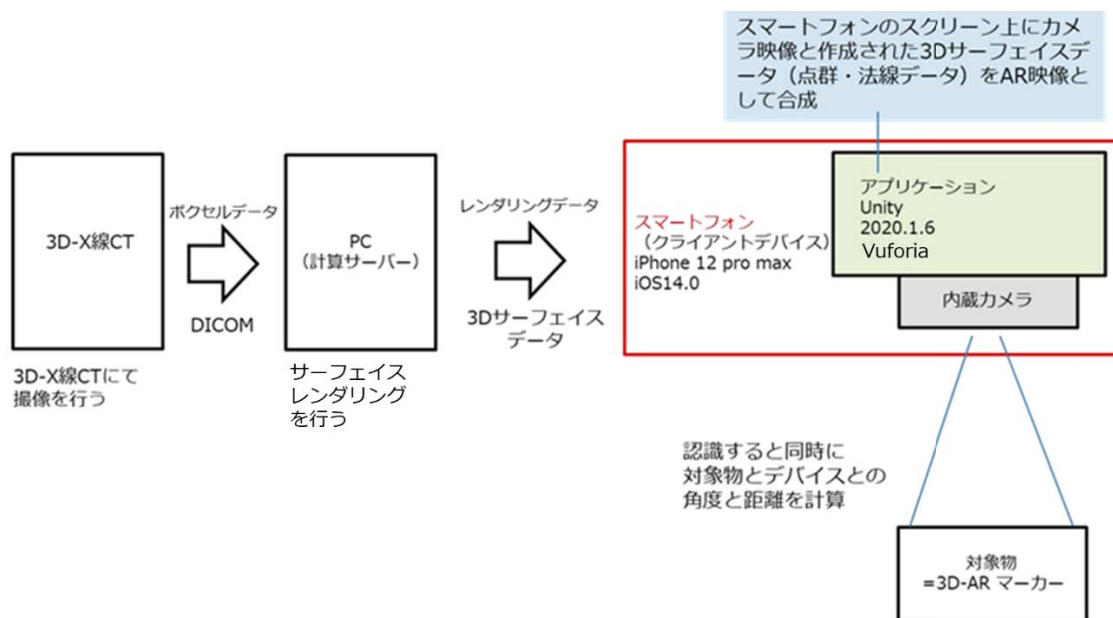 スマートフォンのスクリーン上にカメ
ラ映像と作成された3Dサーフェイスデ
ータ（点群・法線データ）をAR映像と
して合成
3D-X線CT
ボクセルデータ
DICOM
3D-X線CTにて
撮像を行う
PC
（計算サーバー）
サーフェイス
レンダリング
を行う
レンダリングデータ
3Dサーフェイス
データ
スマートフォン
（クライアントデバイス）
iPhone 12 pro max
iOS14.0
アプリケーション
Unity
2020.1.6
Vuforia
内蔵カメラ
認識すると同時に
対象物とデバイスとの
角度と距離を計算
対象物
=3D-AR マーカー